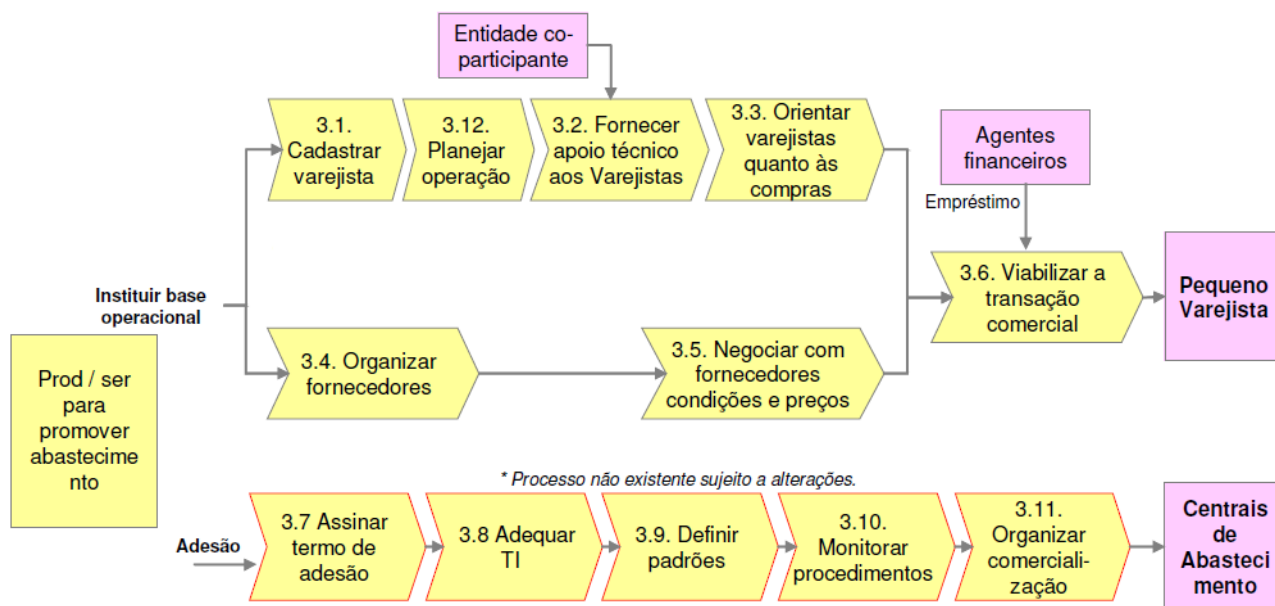 Entidade co-
participante
3.1.
Cadastrar
varejista
3.12.
Planejar
operação
3.2. Fornecer
apoio técnico
aos Varejistas
3.3. Orientar
varejistas
quanto às
compras
Agentes
financeiros
Empréstimo
3.6. Viabilizar a
transação
comercial
Pequeno
Varejista
Instituir base
operacional
3.4. Organizar
fornecedores
3.5. Negociar com
fornecedores
condições e preços
Prod / ser
para
promover
abastecime
nto
* Processo não existente sujeito a alterações.
Adesão
3.7 Assinar
termo de
adesão
3.8 Adequar
TI
3.9. Definir
padrões
3.10.
Monitorar
procedimentos
3.11.
Organizar
comerciali-
zação
Centrais
de
Abasteci
mento